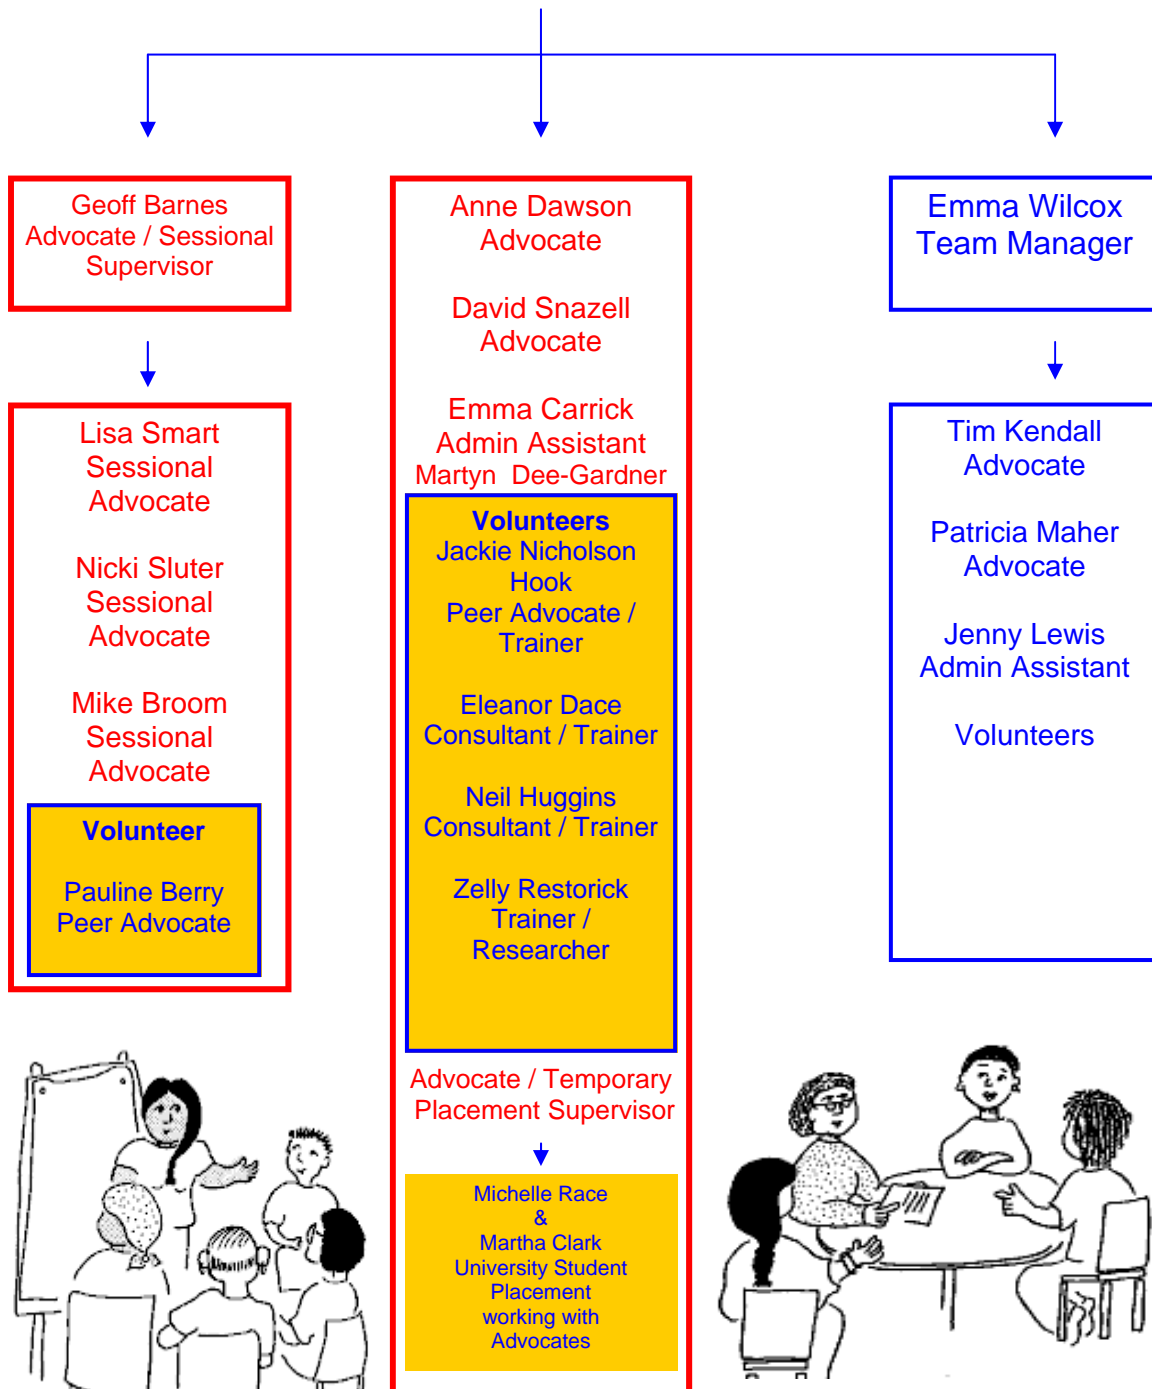 Geoff Barnes
Advocate / Sessional
Supervisor
Lisa Smart
Sessional
Advocate
Nicki Sluter
Sessional
Advocate
Mike Broom
Sessional
Advocate
Volunteer
Pauline Berry
Peer Advocate
Anne Dawson
Advocate
David Snazell
Advocate
Emma Carrick
Admin Assistant
Martyn Dee-Gardner
Volunteers
Jackie Nicholson
Hook
Peer Advocate /
Trainer
Eleanor Dace
Consultant / Trainer
Neil Huggins
Consultant / Trainer
Zelly Restorick
Trainer /
Researcher
Advocate / Temporary
Placement Supervisor
Michelle Race
&
Martha Clark
University Student
Placement
working with
Advocates
Emma Wilcox
Team Manager
Tim Kendall
Advocate
Patricia Maher
Advocate
Jenny Lewis
Admin Assistant
Volunteers